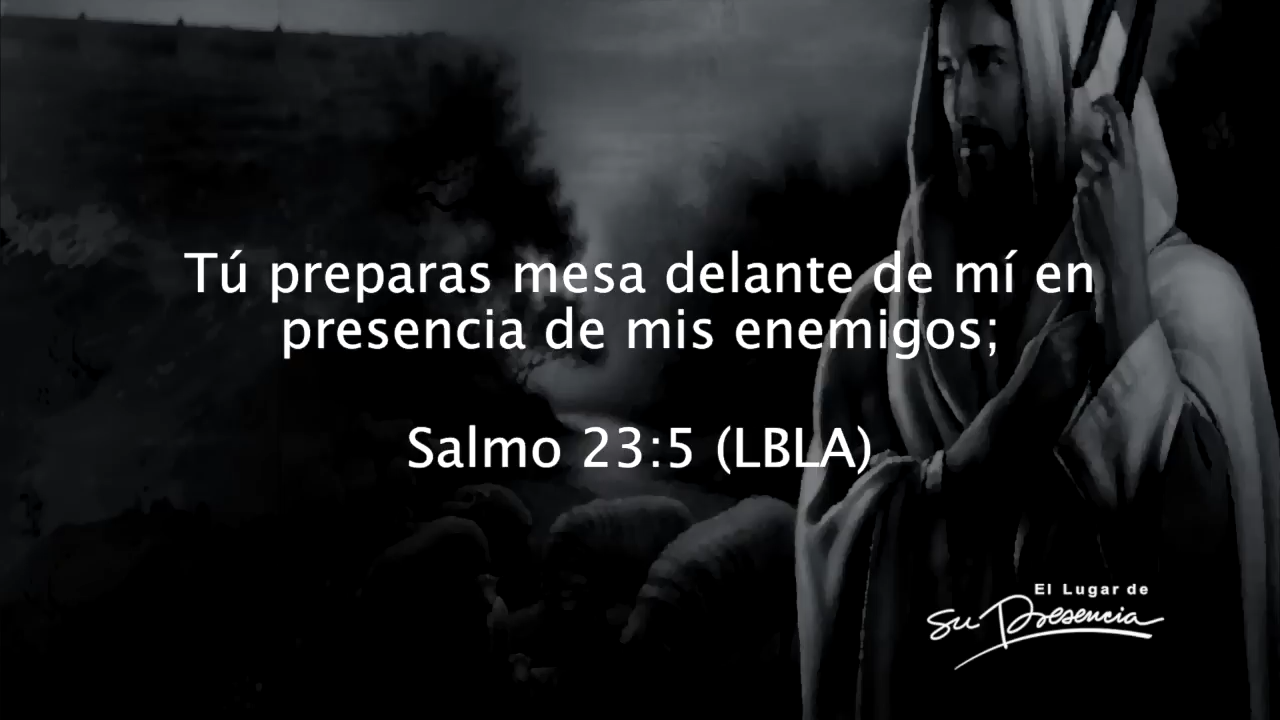 Tú preparas mesa delante de mí en
presencia de mis enemigos;
Salmo 23:5 (LBLA)
El Lugar de
Su Presencia